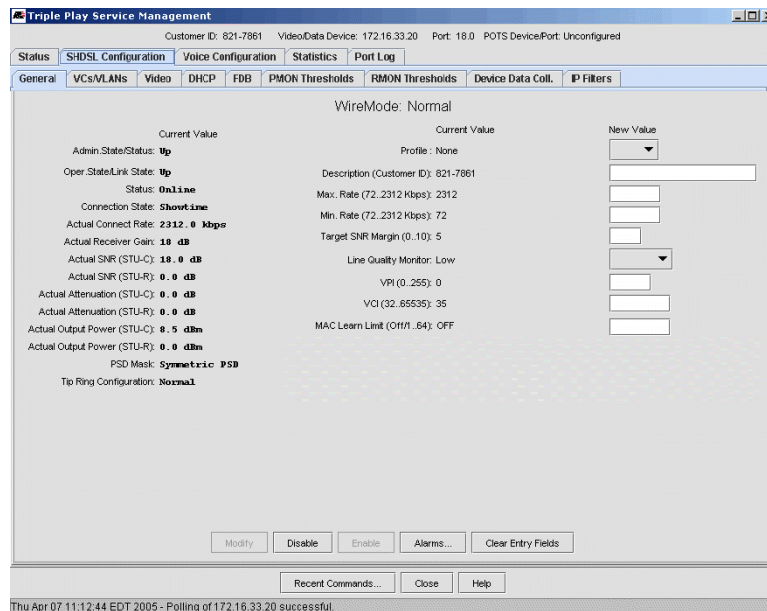 Triple Play Service Management
Customer ID: 821-7861 Video/Data Device: 172.16.33.20 Port: 18.0 POTS Device/Port: Unconfigured
Status SHDSL Configuration Voice Configuration Statistics Port Log
General VCs/VLANs Video DHCP FDB PMON Thresholds RMON Thresholds Device Data Coll. IP Filters
WireMode: Normal
Current Value Current Value New Value
Admin.State/Status: Up
Profile : None
Oper.State/Link State: Up
Description (Customer ID): 821-7861
Status: Online
Max. Rate (72..2312 Kbps): 2312
Connection State: Showtime
Min. Rate (72..2312 Kbps): 72
Actual Connect Rate: 2312.0 kbps
Target SNR Margin (0..10): 5
Actual Receiver Gain: 18 dB
Actual SNR (STU-C): 18.0 dB
Line Quality Monitor: Low
Actual SNR (STU-R): 0.0 dB
VPI (0..255): 0
Actual Attenuation (STU-C): 0.0 dB
VCI (32..65535): 35
Actual Attenuation (STU-R): 0.0 dB
Actual Output Power (STU-C): 8.5 dBm
MAC Learn Limit (Off/1..64): OFF
Actual Output Power (STU-R): 0.0 dBm
PSD Mask: Symmetric PSD
Tip Ring Configuration: Normal
Modify Disable Enable Alarms... Clear Entry Fields
Recent Commands... Close Help
Thu Apr 07 11:12:44 EDT 2005 - Polling of 172.16.33.20 successful.